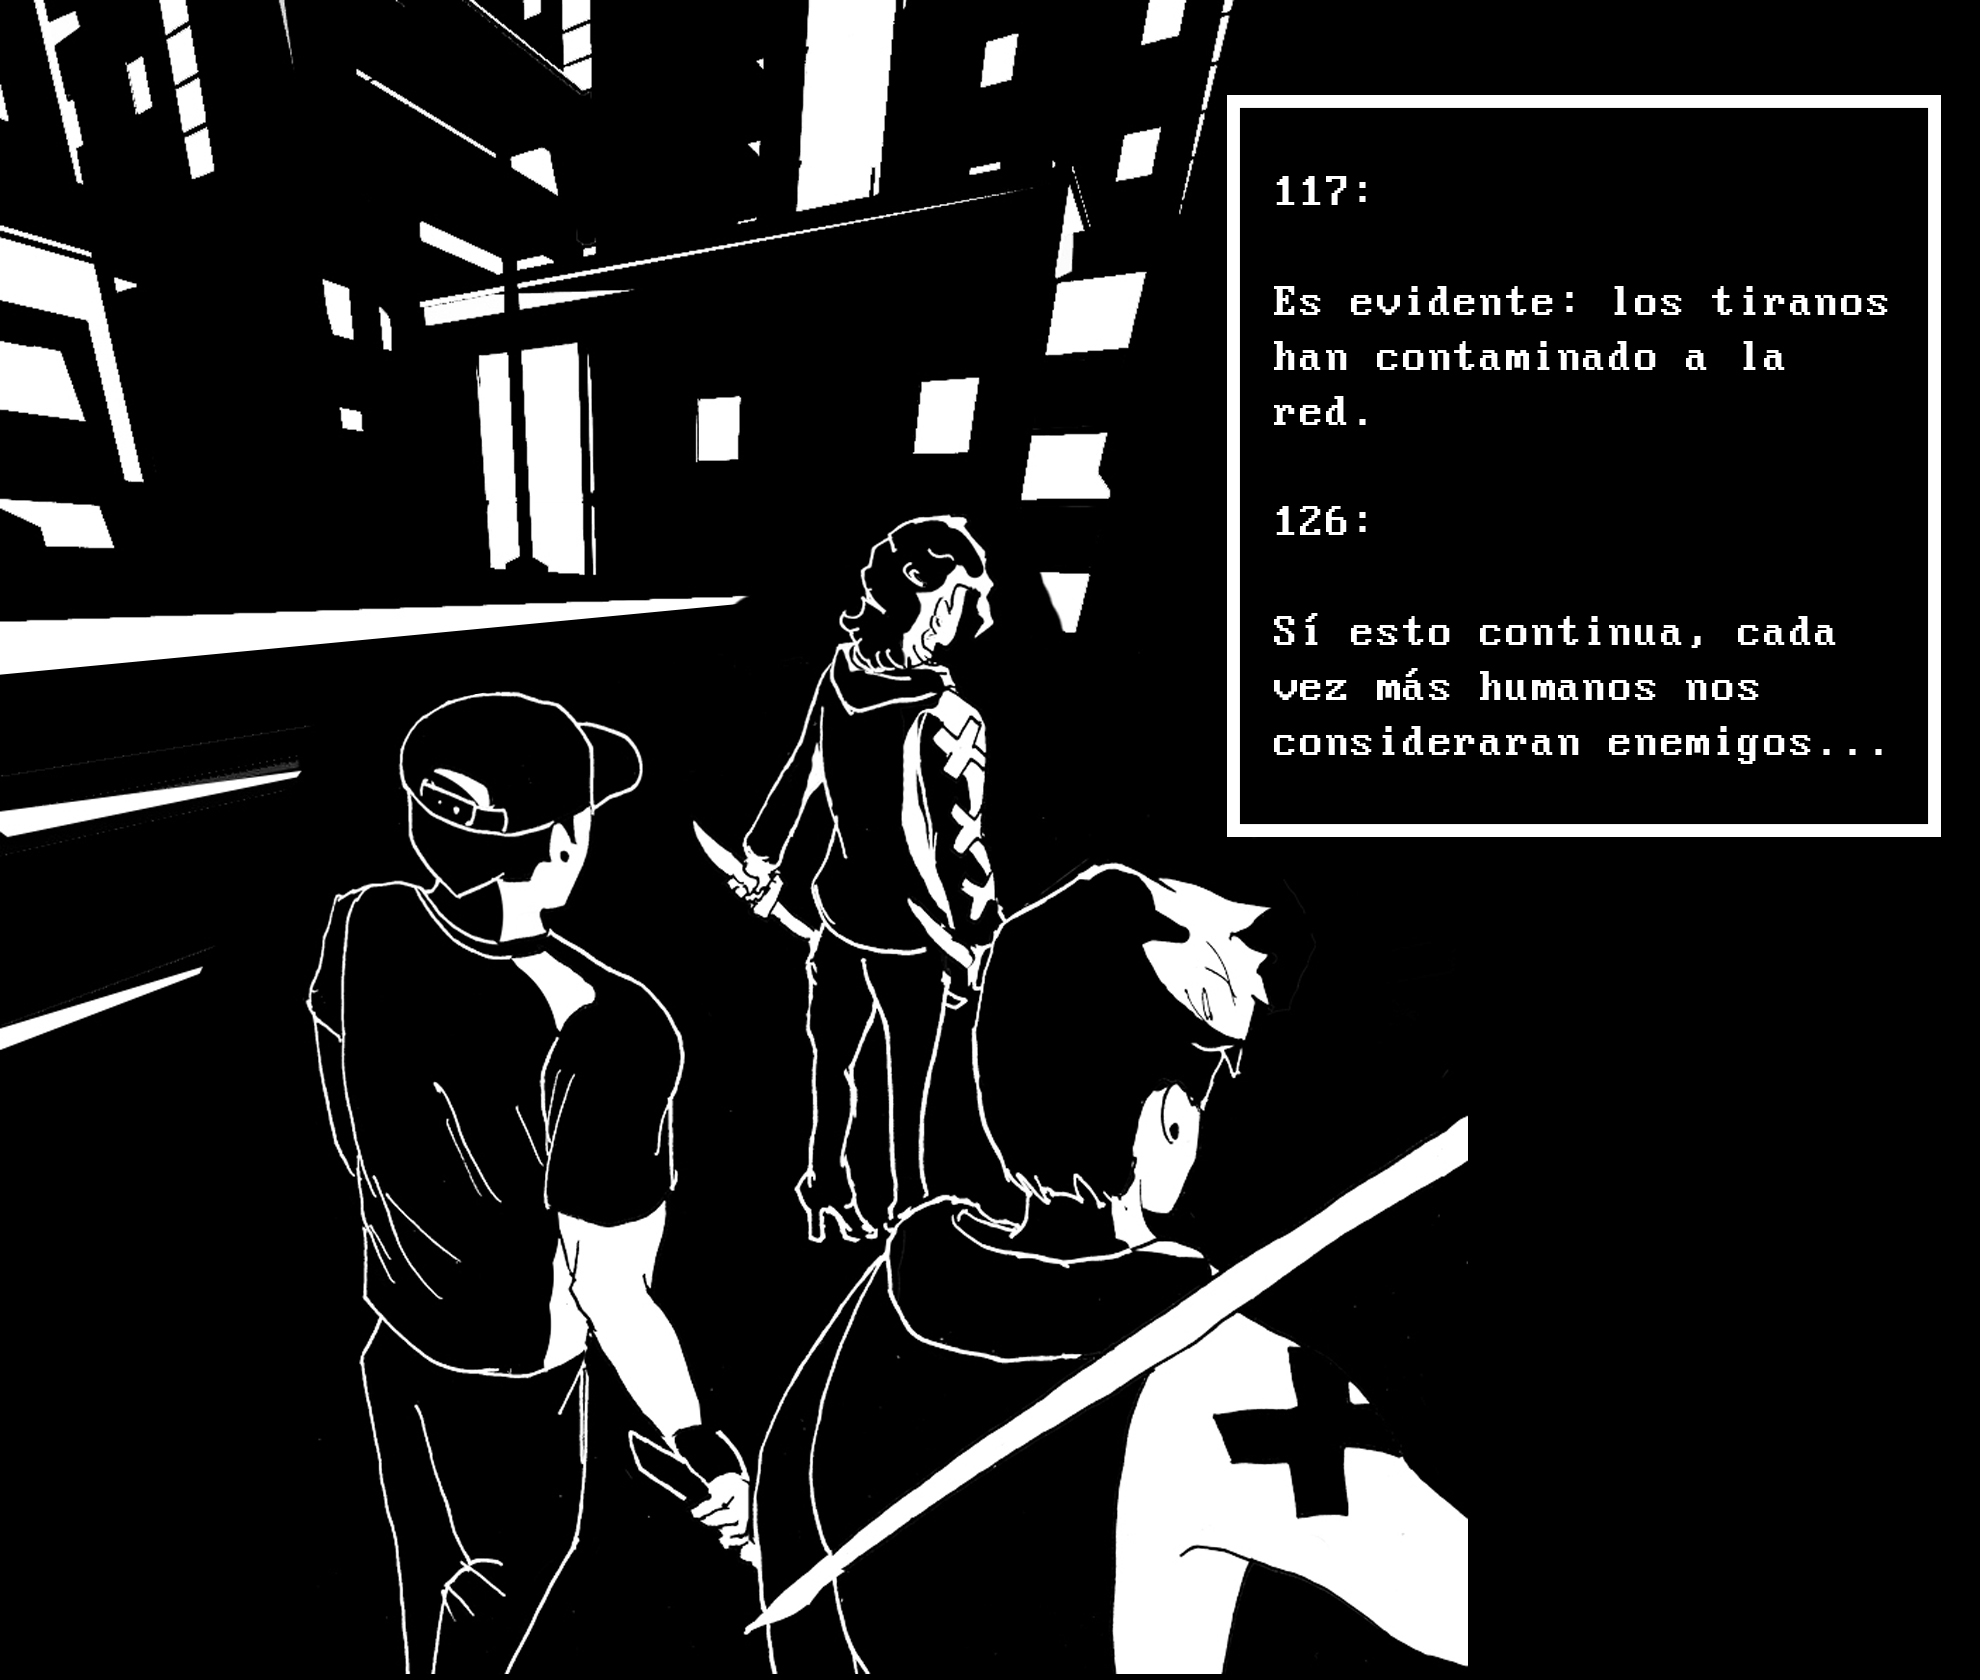 117:
Es evidente: los tiranos
han contaminado a la
red.
126:
Sí esto continua, cada
vez más humanos nos
consideraran enemigos...